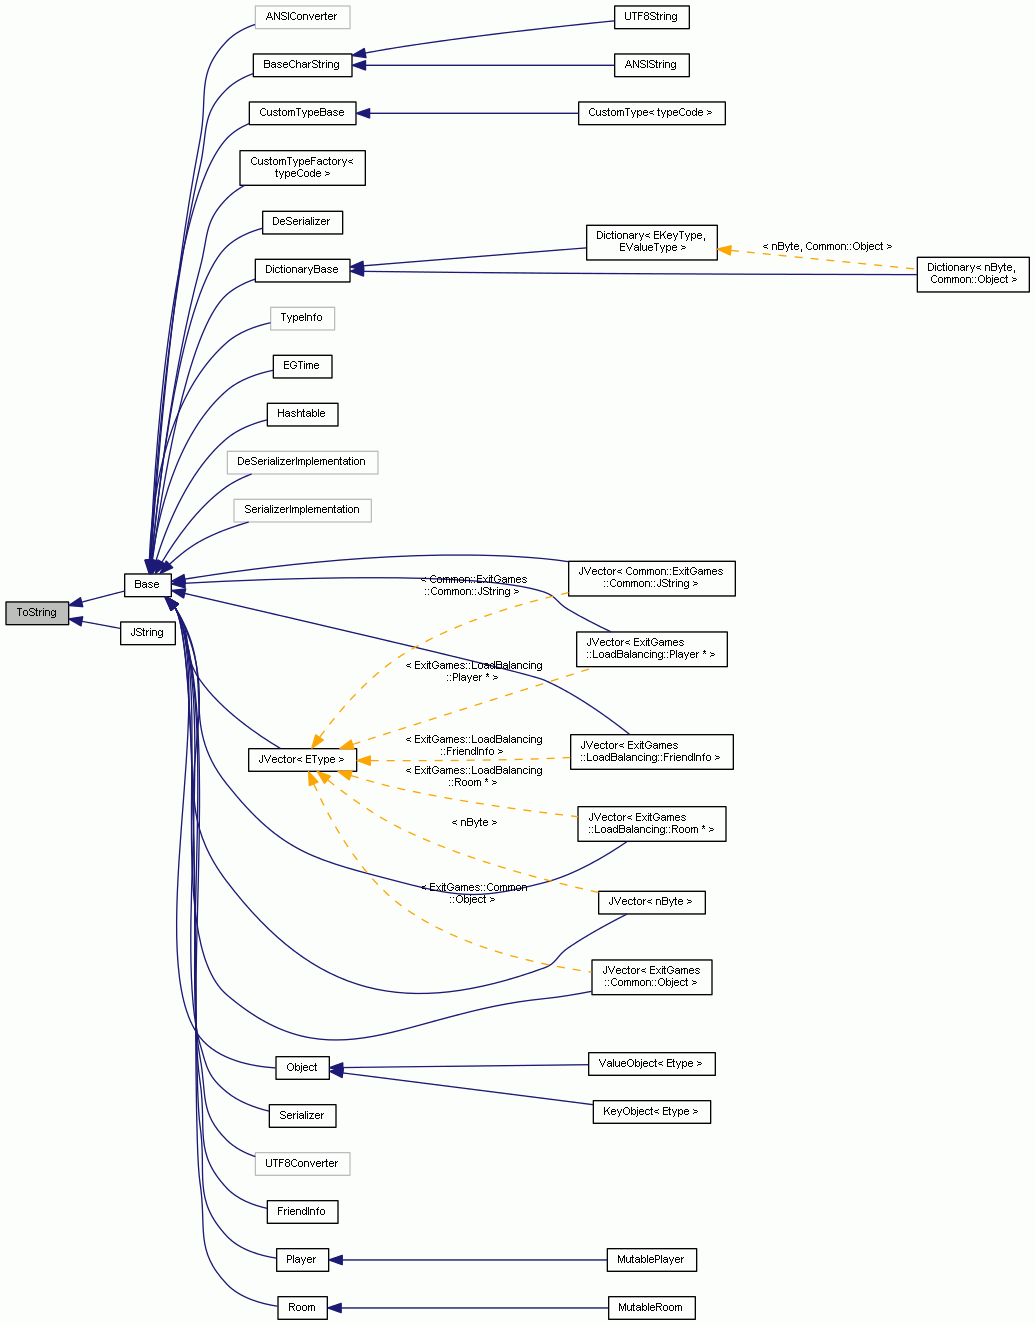 ANSIConverter
UTF8String
BaseCharString
ANSIString
CustomTypeBase
CustomType< typeCode >
CustomTypeFactory<
typeCode >
DeSerializer
Dictionary< EKeyType,
EValueType >
< nByte, Common::Object >
DictionaryBase
Dictionary< nByte,
Common::Object >
TypeInfo
EGTime
Hashtable
DeSerializerImplementation
SerializerImplementation
Base
JVector< Common::ExitGames
::Common::JString >
< Common::ExitGames
::Common::JString >
ToString
JString
JVector< ExitGames
::LoadBalancing::Player * >
< ExitGames::LoadBalancing
::Player * >
JVector< EType >
< ExitGames::LoadBalancing
::FriendInfo >
JVector< ExitGames
::LoadBalancing::FriendInfo >
< ExitGames::LoadBalancing
::Room * >
JVector< ExitGames
::LoadBalancing::Room * >
< nByte >
< ExitGames::Common
::Object >
JVector< nByte >
JVector< ExitGames
::Common::Object >
Object
ValueObject< Etype >
Serializer
KeyObject< Etype >
UTF8Converter
FriendInfo
Player
MutablePlayer
Room
MutableRoom